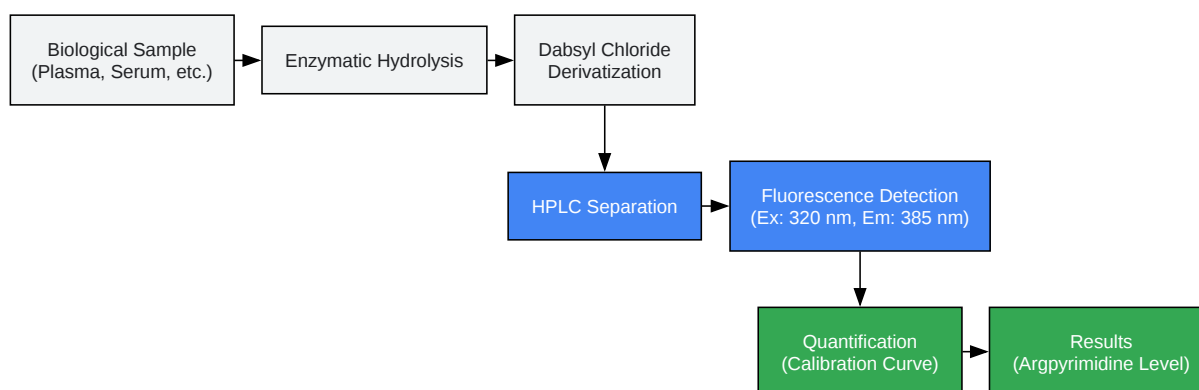 Biological Sample
(Plasma, Serum, etc.)
Enzymatic Hydrolysis
Dabsyl Chloride
Derivatization
HPLC Separation
Fluorescence Detection
(Ex: 320 nm, Em: 385 nm)
Quantification
(Calibration Curve)
Results
(Argpyrimidine Level)